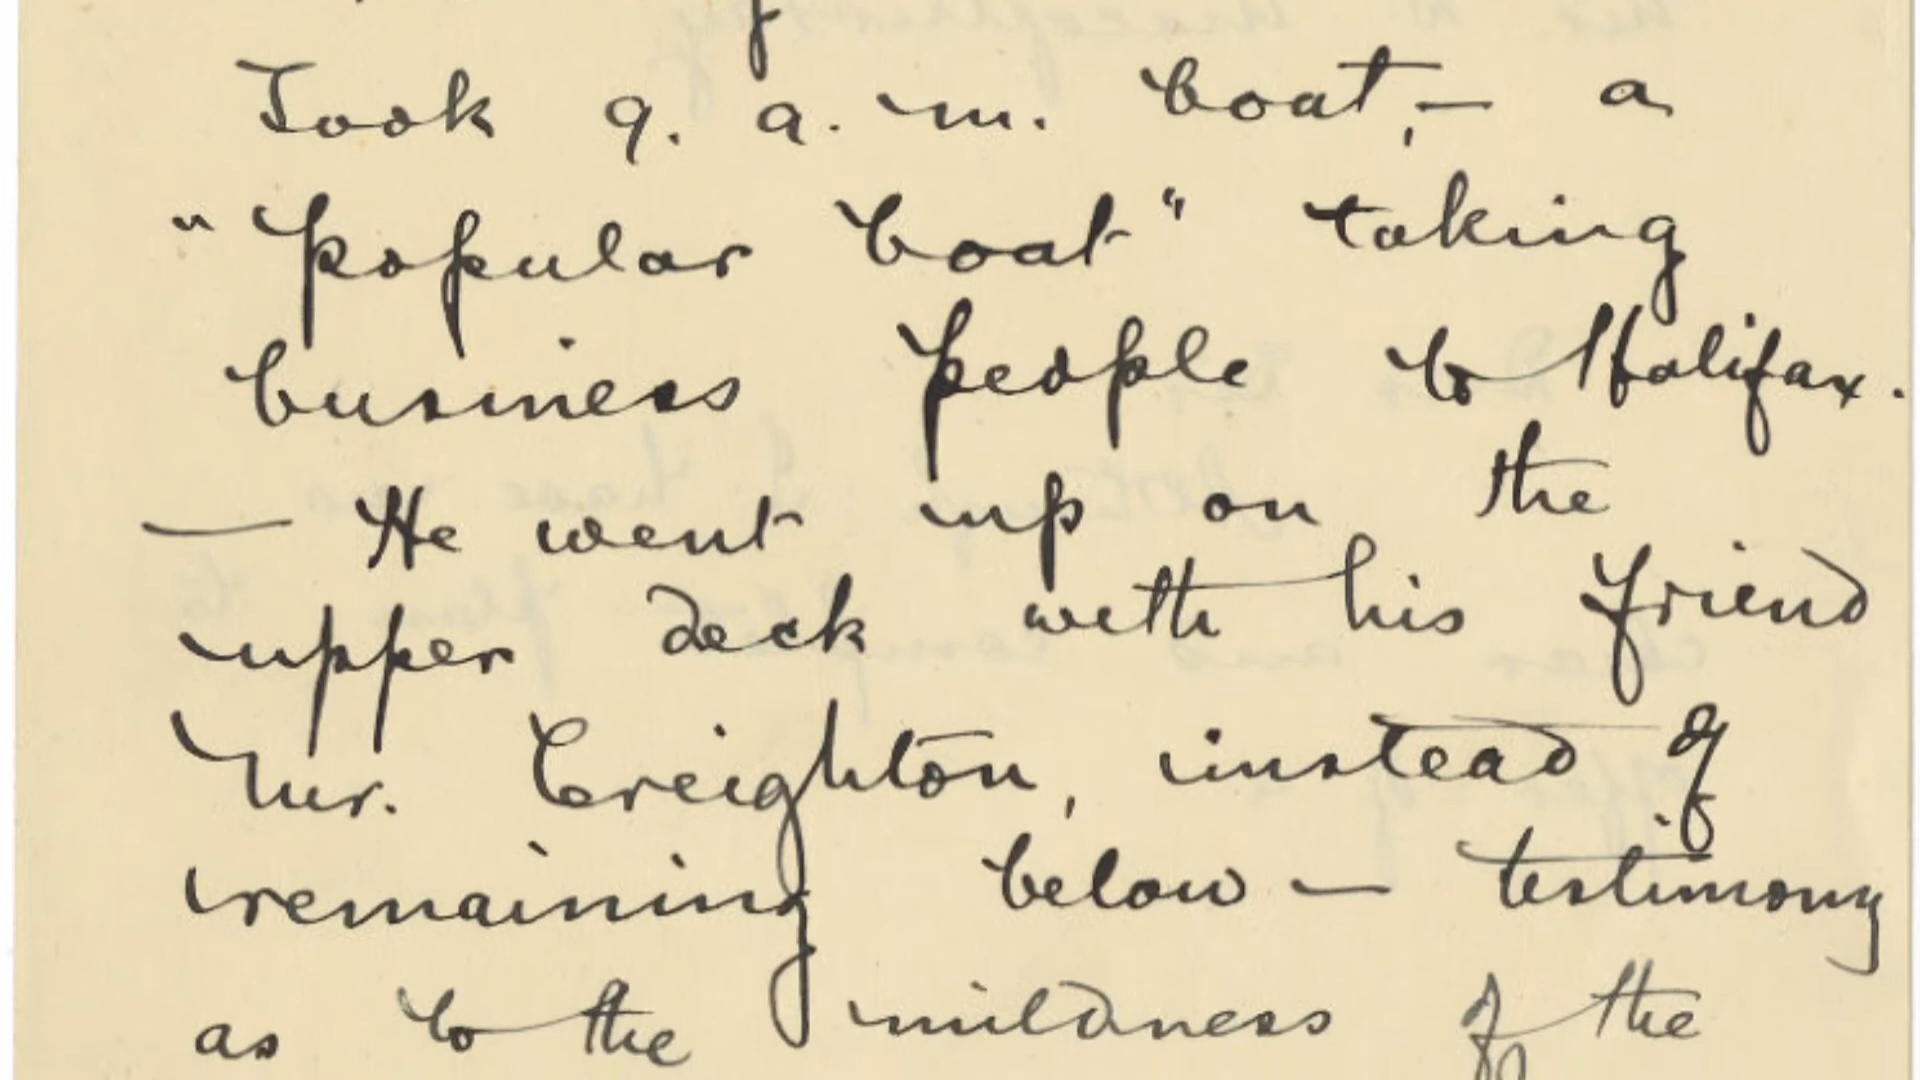 Took 9. a.m. boat, — a
"popular boat" taking
business people to Halifax.
— He went up on the
upper deck with his friend
Mr. Creighton, instead of
remaining below — testimony
as to the mildness of the